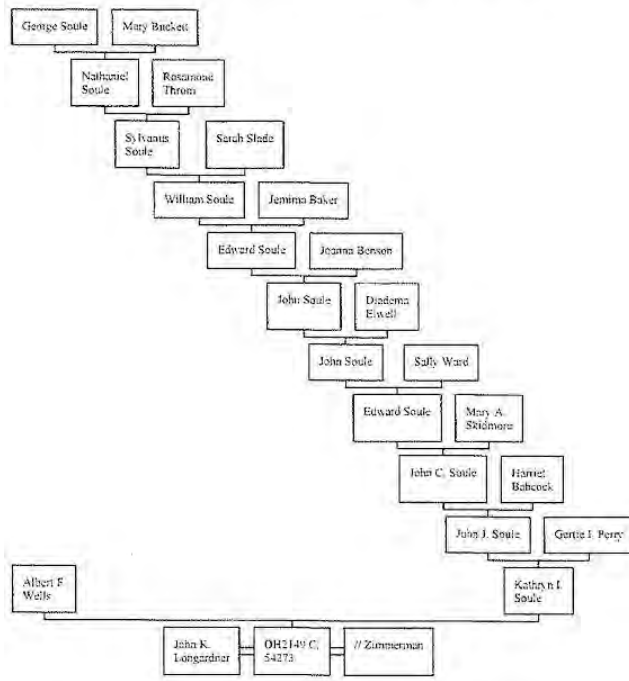 George Soule
Mary Buckett
Nathaniel
Soule
Rosamond
Throm
Sylvanus
Soule
Sarah Slade
William Soule
Jemima Baker
Edward Soule
Joanna Benson
John Soule
Diadema
Elwell
John Soule
Sally Ward
Edward Soule
Mary A.
Skidmore
John C. Soule
Harriet
Babcock
John J. Soule
Gertie I. Perry
Albert F
Wells
Kathryn I.
Soule
John K.
Longardner
OH2149 C,
54273
// Zimmerman